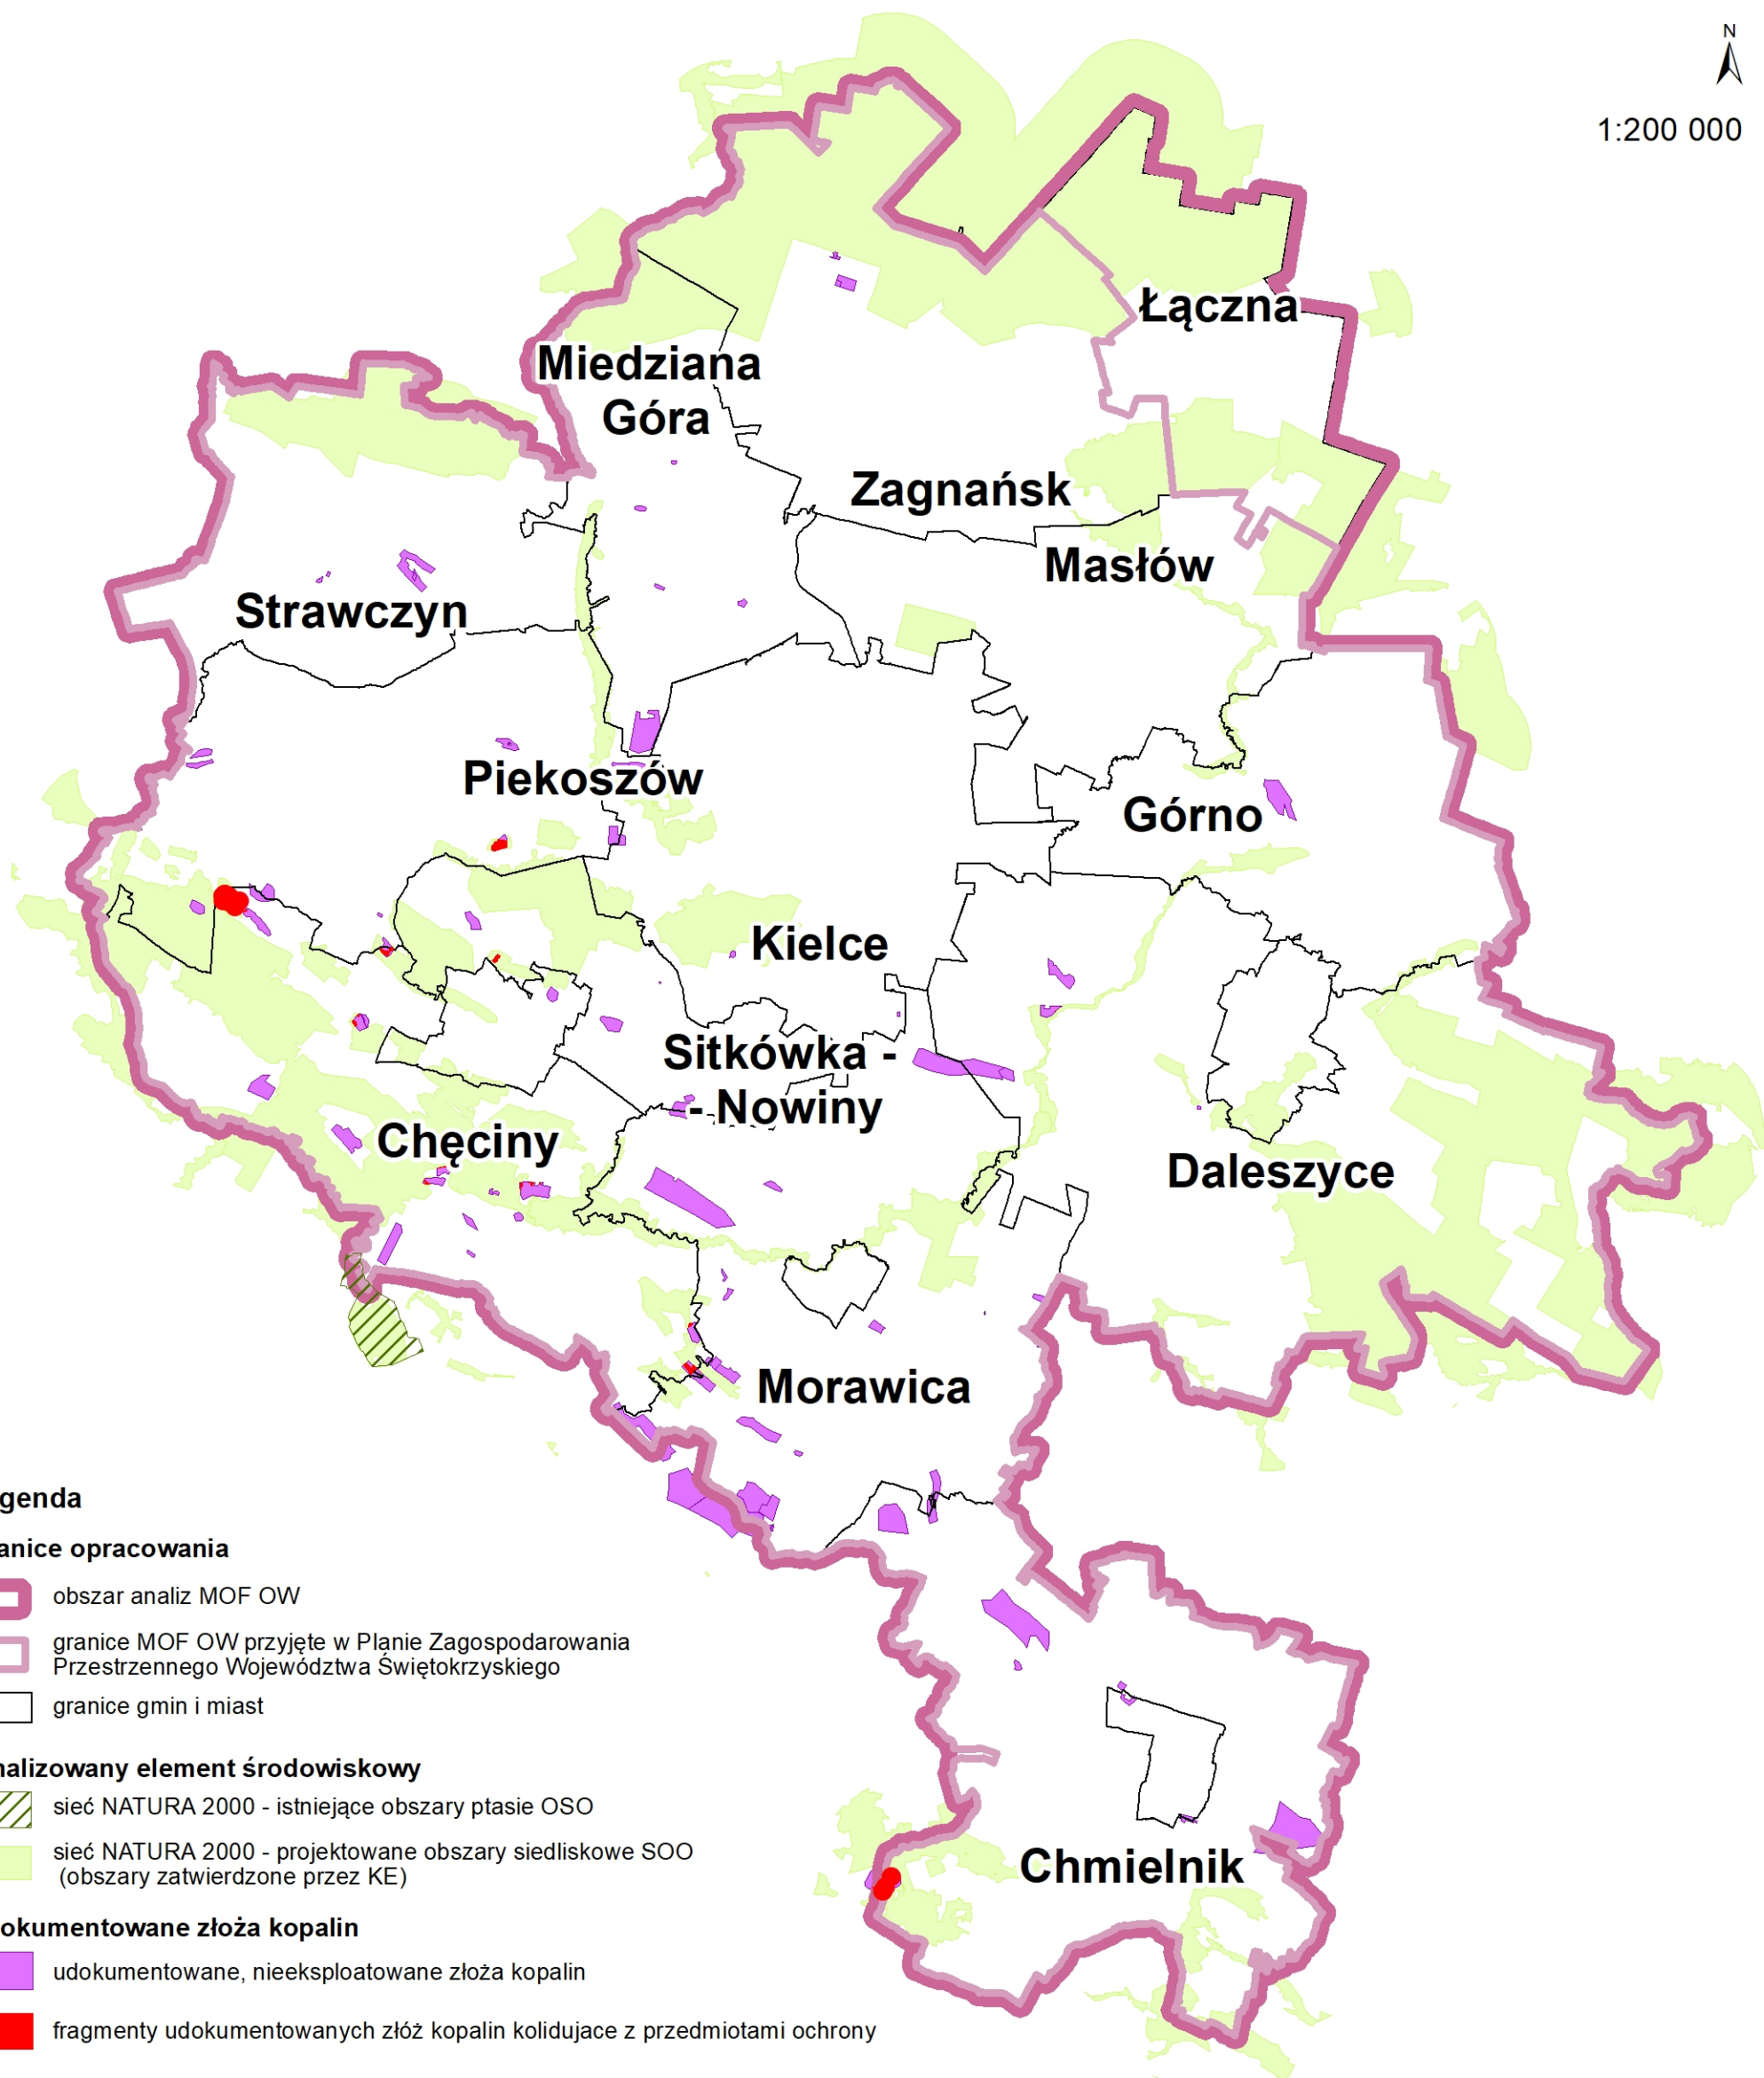 N
1:200 000
Łączna
Miedziana
Góra
Zagnańsk
Masłów
Strawczyn
Piekoszów
Górno
Kielce
Sitkówka -
- Nowiny
Chęciny
Daleszyce
Morawica
Chmielnik
genda
anice opracowania
obszar analiz MOF OW
granice MOF OW przyjęte w Planie Zagospodarowania
Przestrzennego Województwa Świętokrzyskiego
granice gmin i miast
nalizowany element środowiskowy
sieć NATURA 2000 - istniejące obszary ptasie OSO
sieć NATURA 2000 - projektowane obszary siedliskowe SOO
(obszary zatwierdzone przez KE)
okumentowane złoża kopalin
udokumentowane, nieeksploatowane złoża kopalin
fragmenty udokumentowanych złóż kopalin kolidujace z przedmiotami ochrony